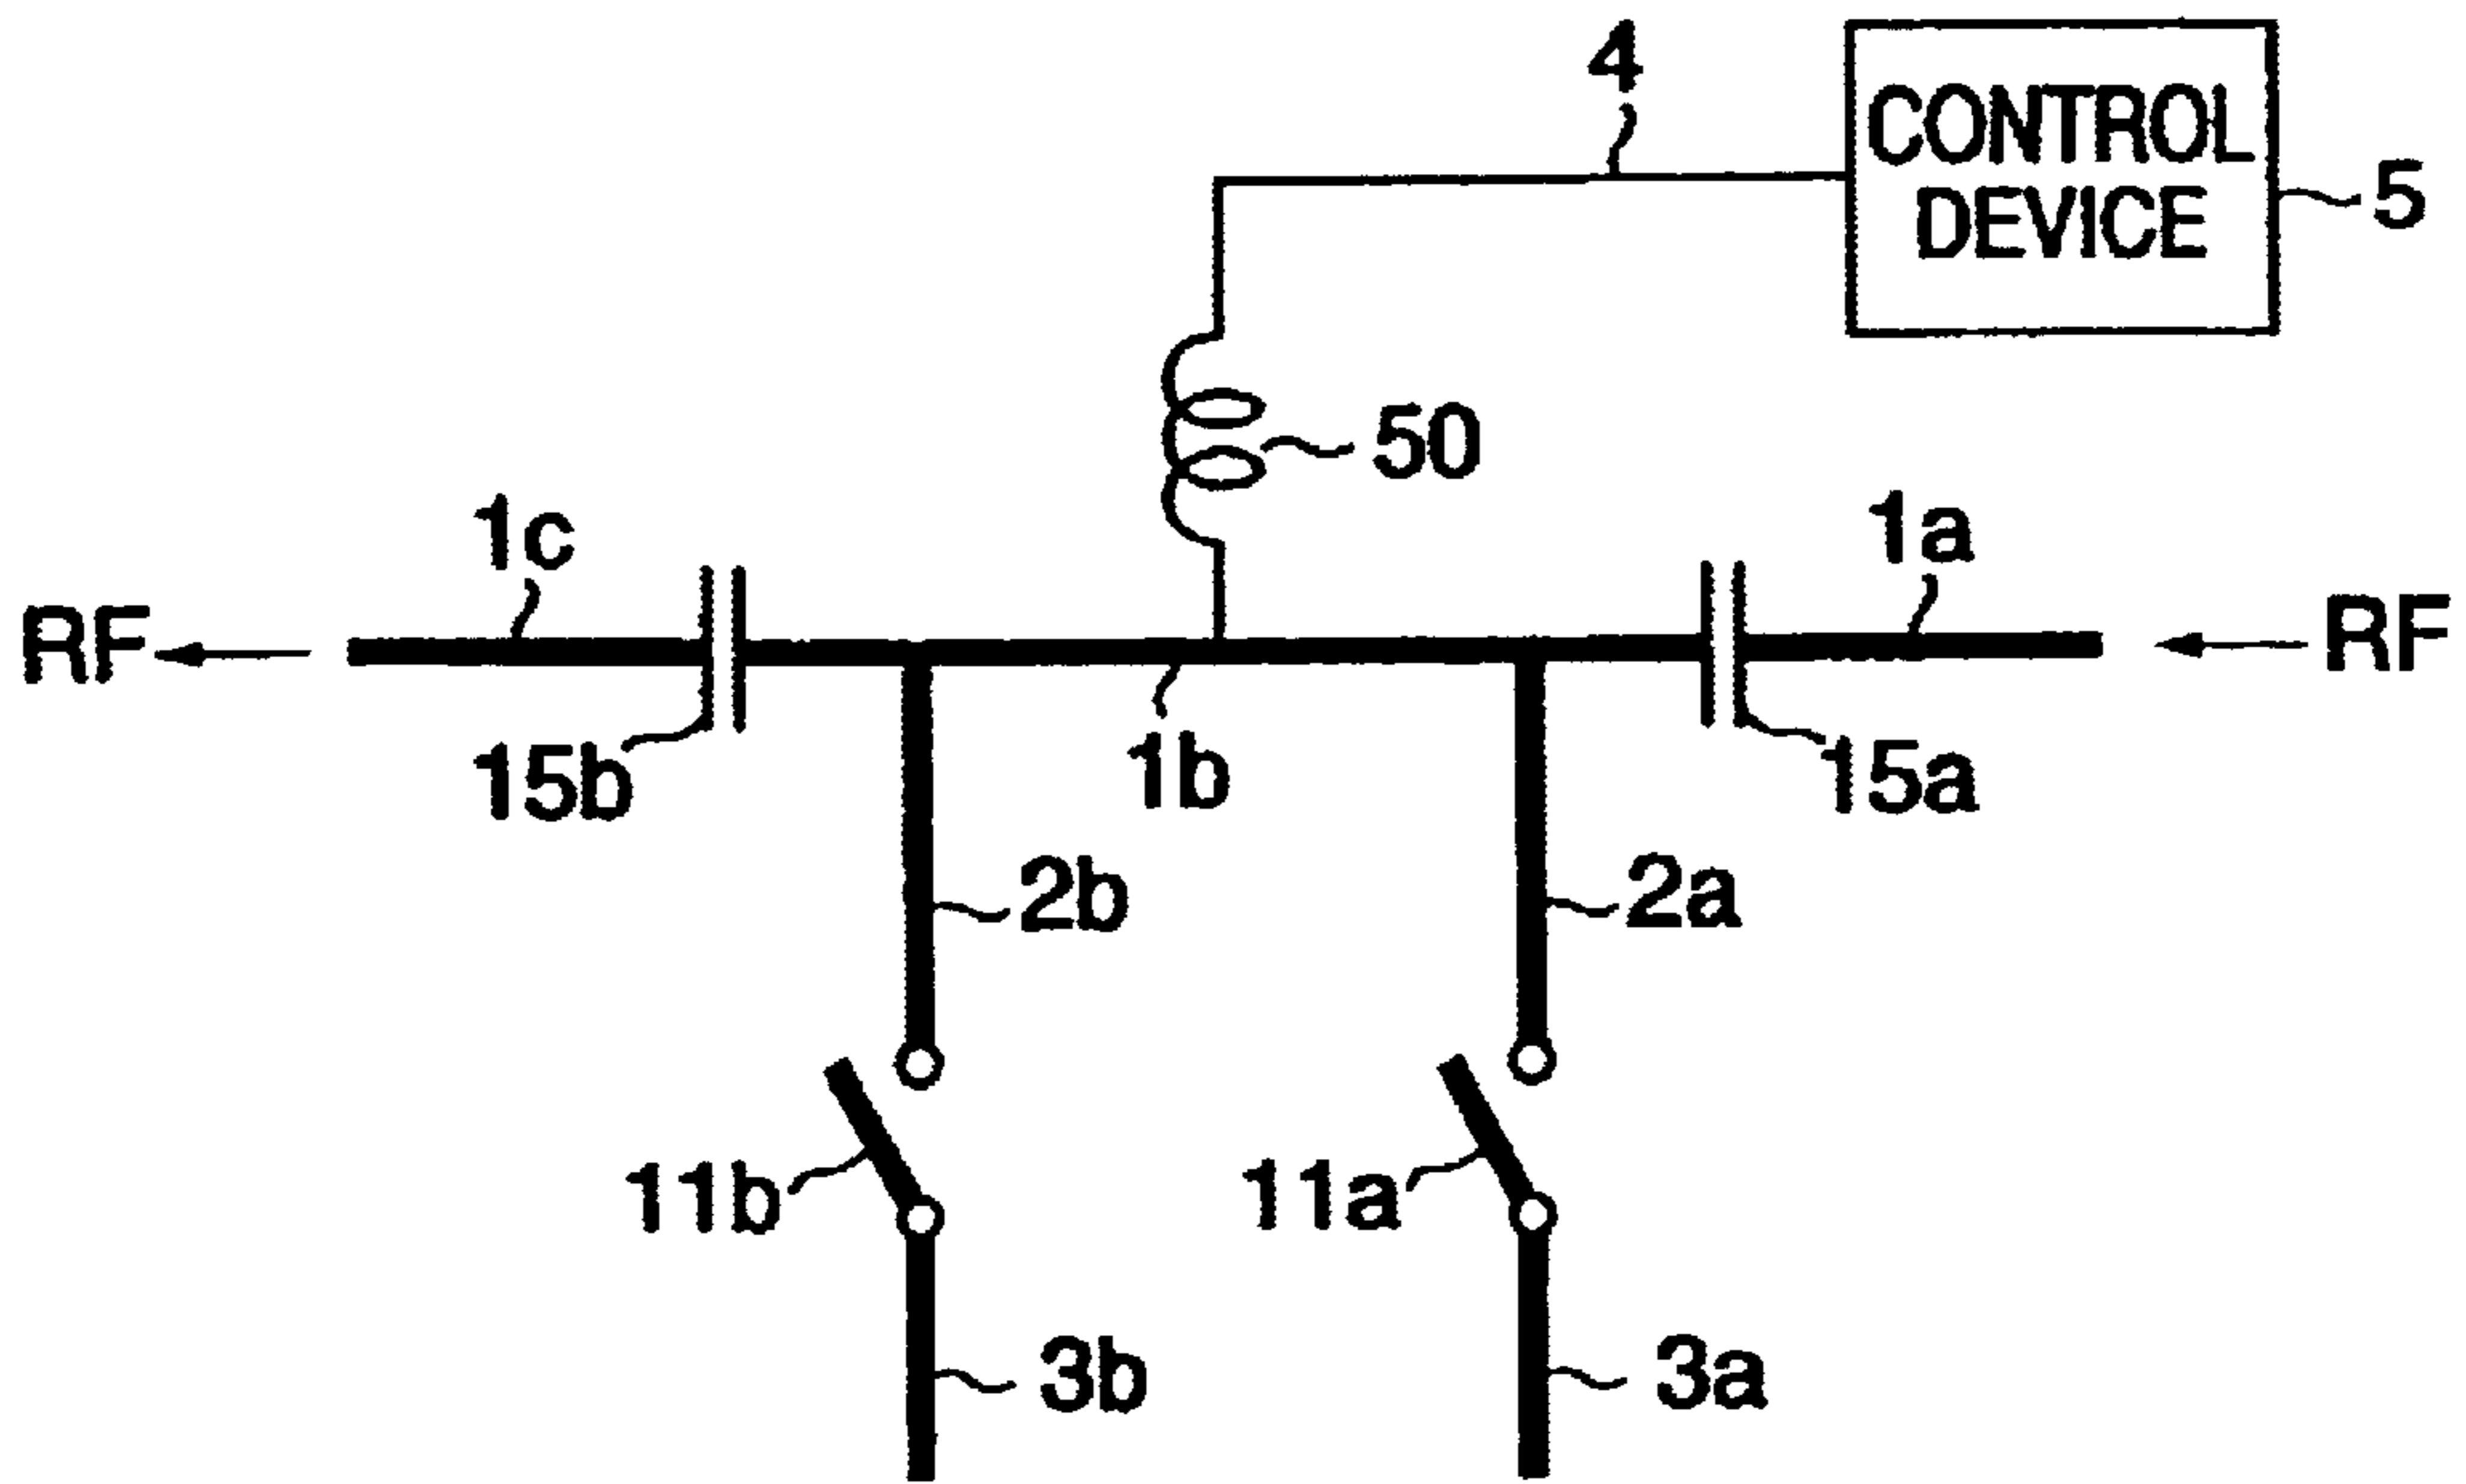 4
CONTROL
DEVICE
5
50
1c
1a
RF
RF
15b
1b
15a
2b
2a
11b
11a
3b
3a